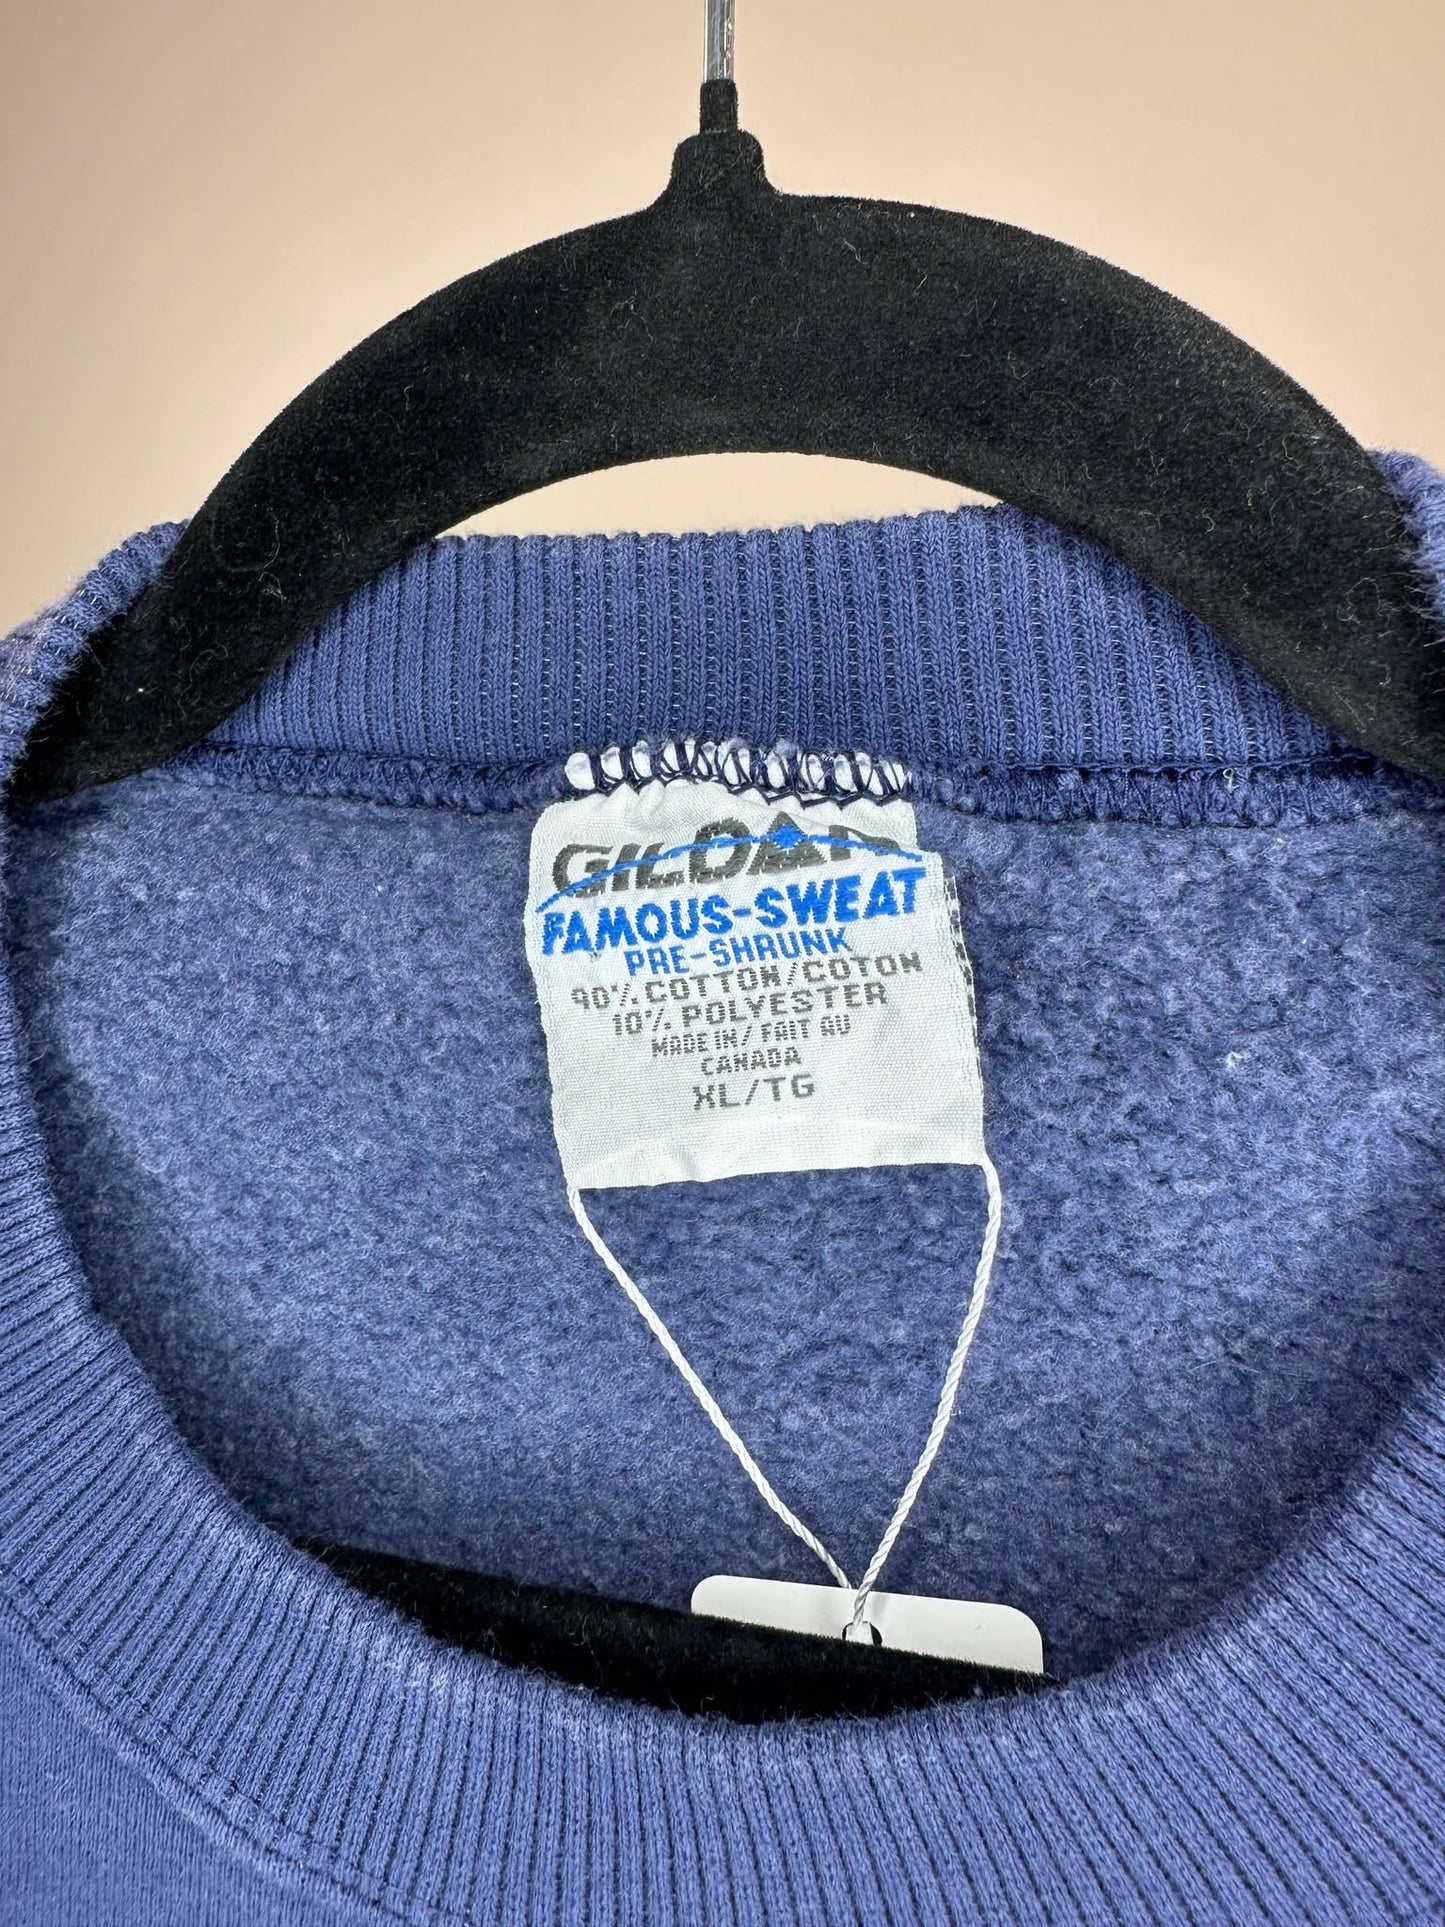 GILDAN
FAMOUS-SWEAT
PRE-SHRUNK
90% COTTON/COTON
10% POLYESTER
MADE IN/ FAIT AU
CANADA
XL/TG